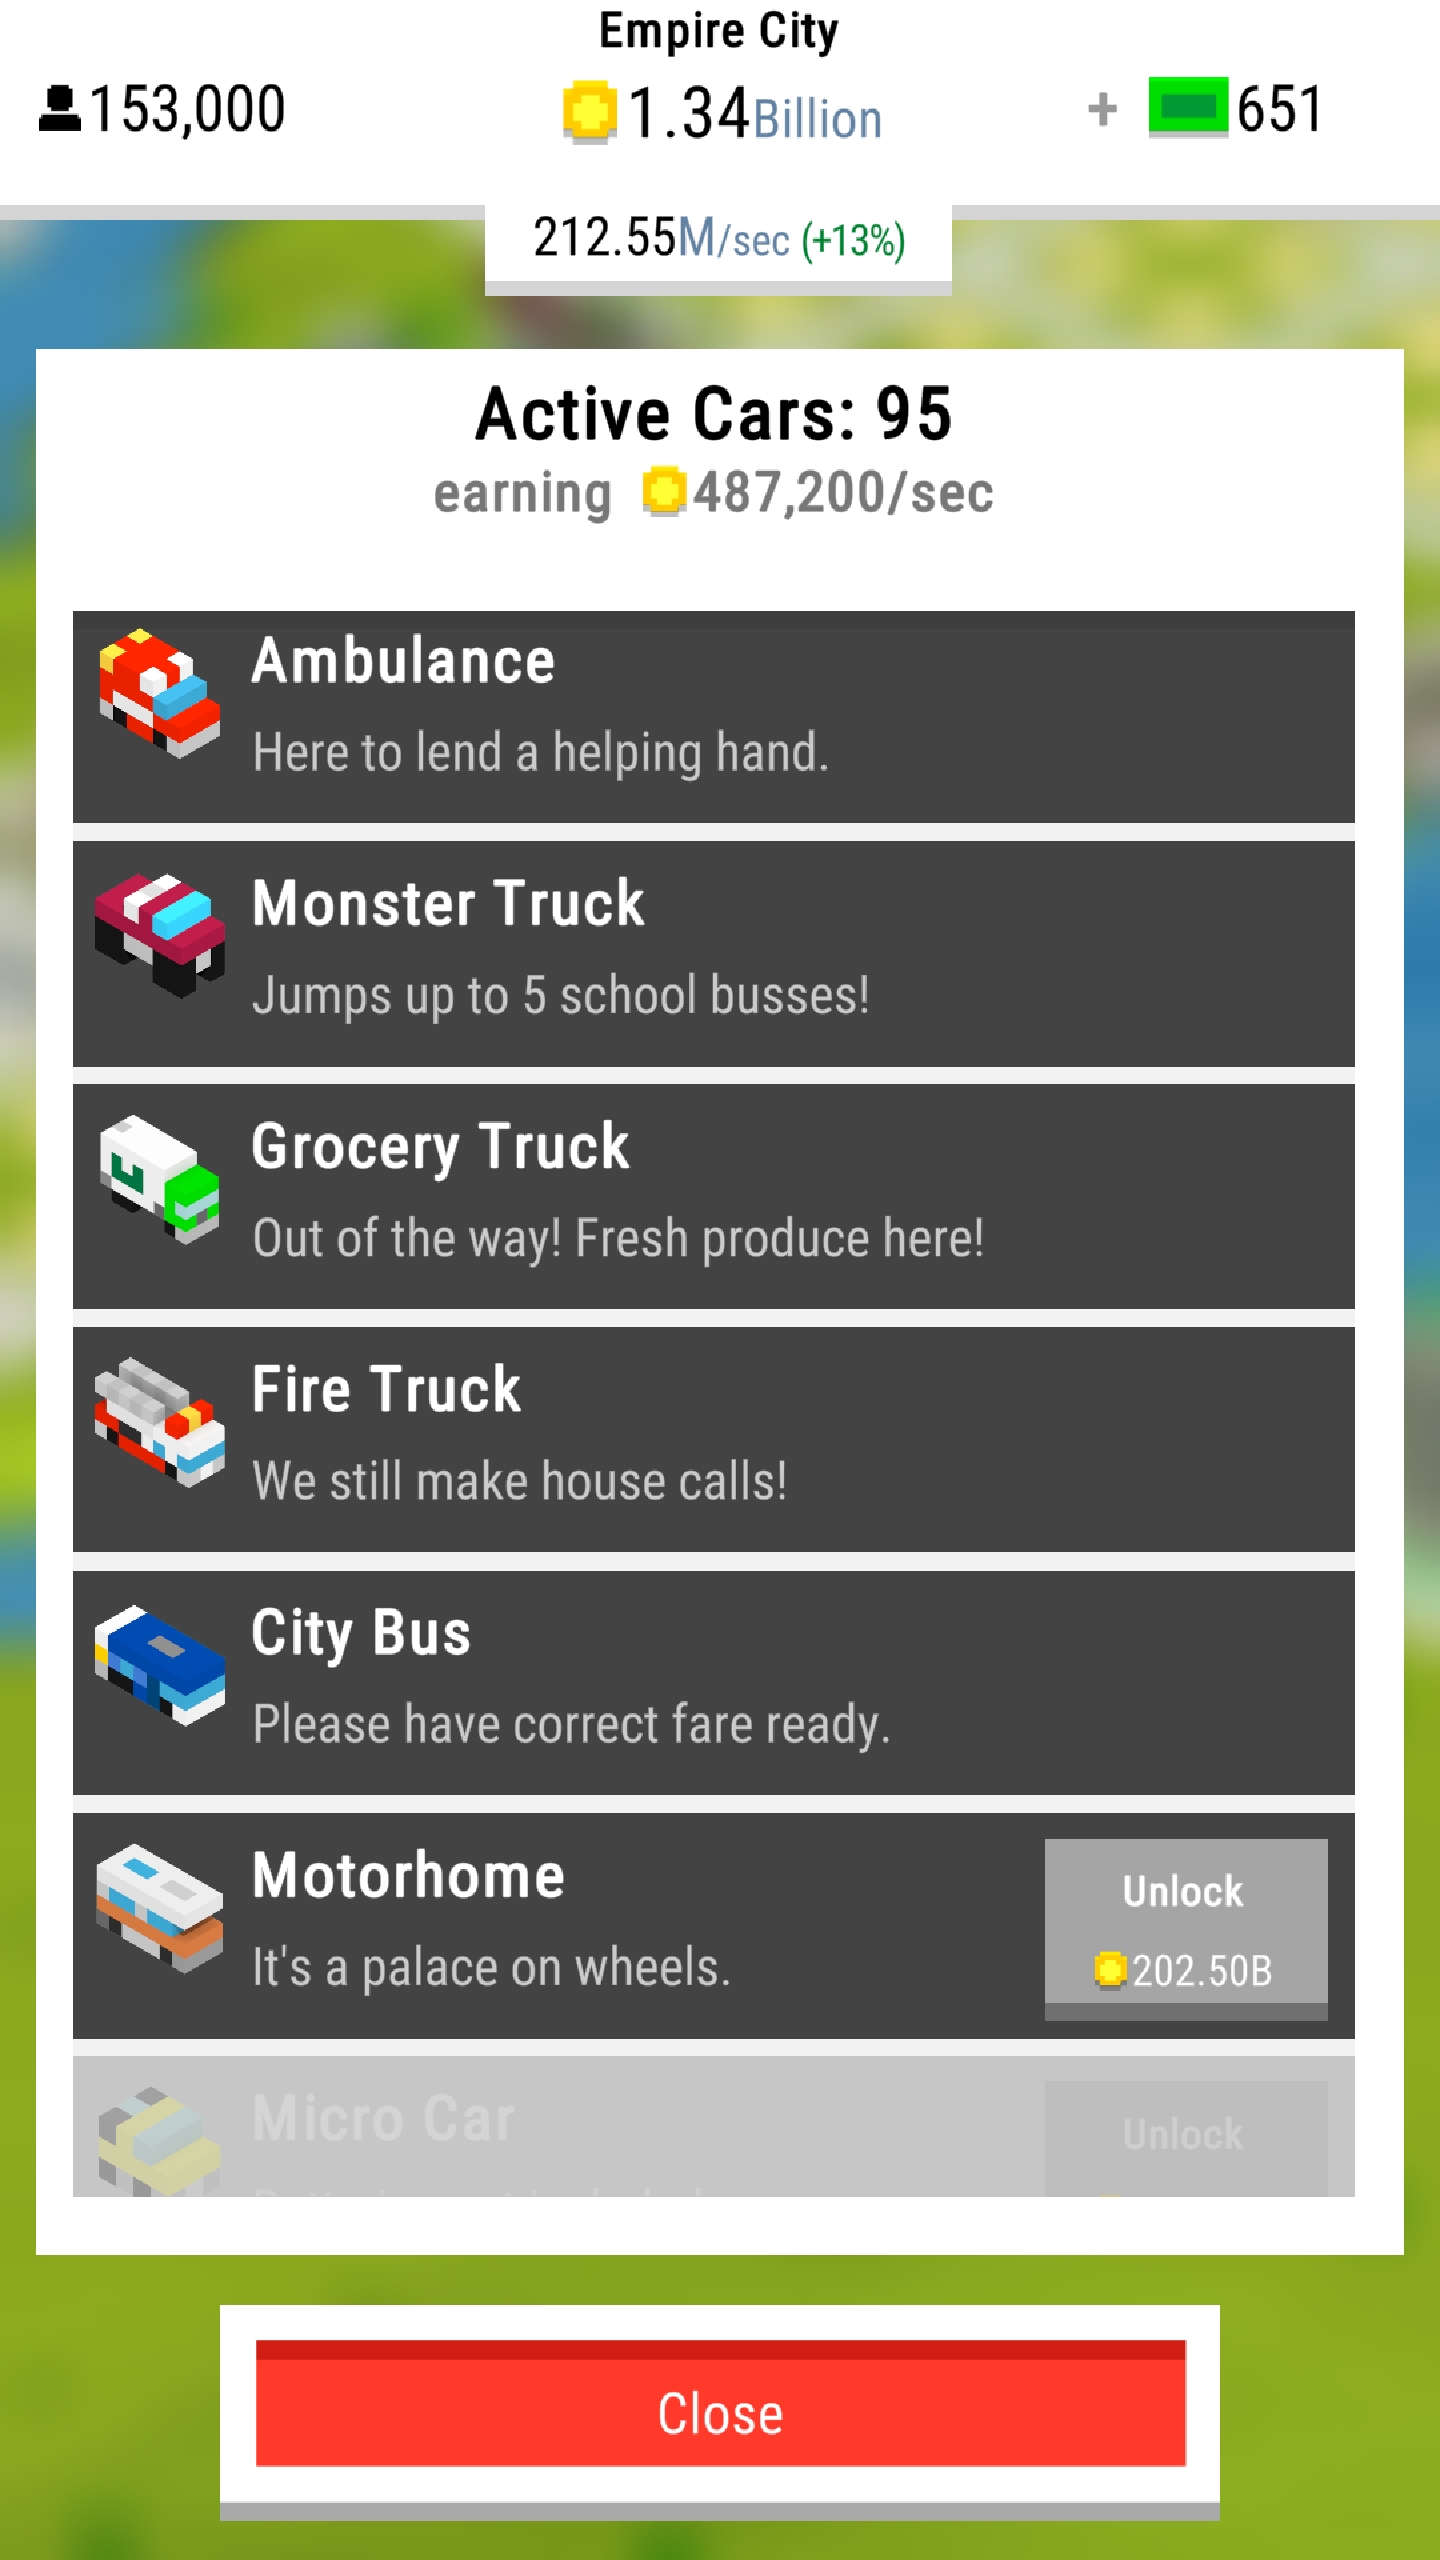 Empire City
153,000
1.34Billion
+ 651
212.55M/sec (+13%)
Active Cars: 95
earning 487,200/sec
Ambulance
Here to lend a helping hand.
Monster Truck
Jumps up to 5 school busses!
Grocery Truck
Out of the way! Fresh produce here!
Fire Truck
We still make house calls!
City Bus
Please have correct fare ready.
Motorhome
It's a palace on wheels.
Unlock
202.50B
Micro Car
Unlock
Close